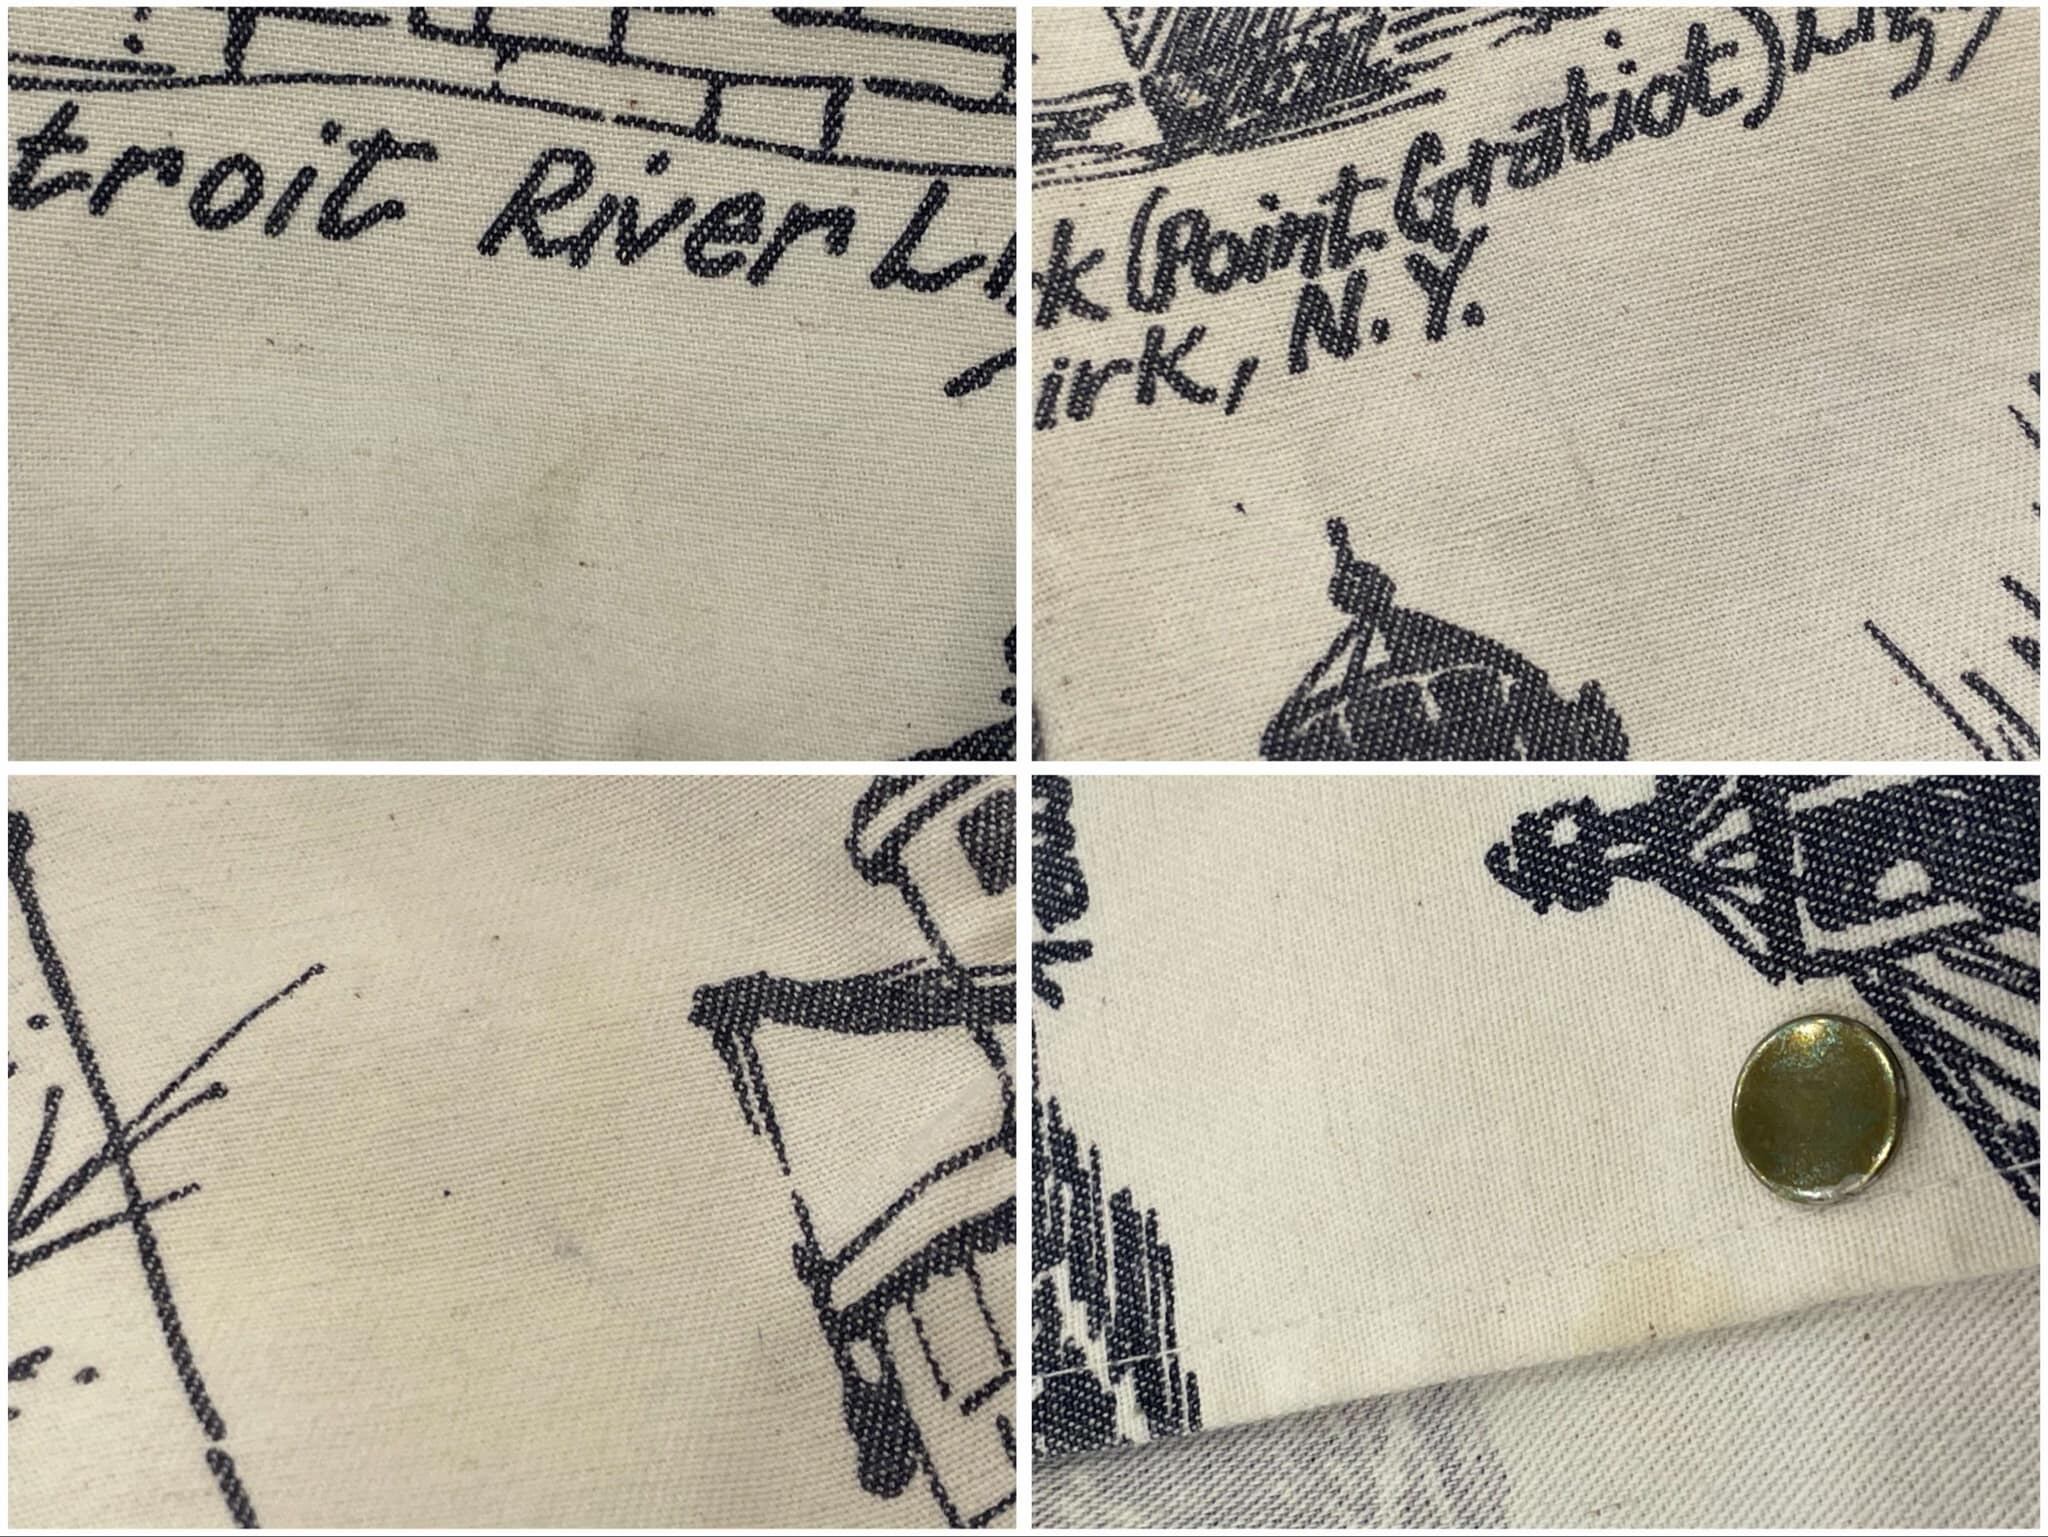 troit River Li
k (Point Gratiot) Lig
irk, N.Y.